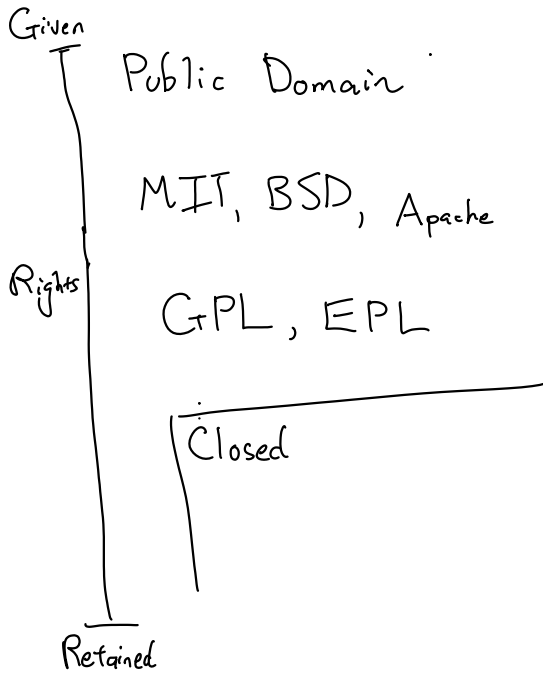 Given
Public Domain
MIT, BSD, Apache
Rights
GPL, EPL
Closed
Retained